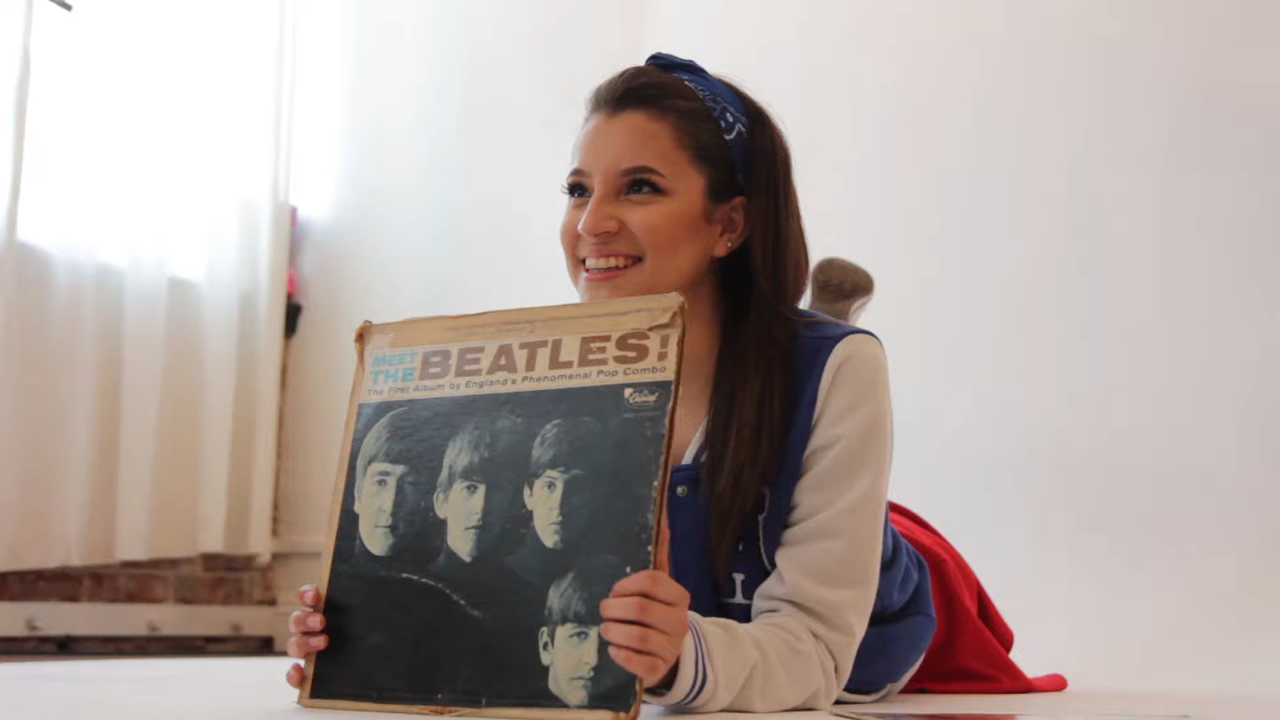 MEET
THE BEATLES!
The First Album by England's Phenomenal Pop Combo
Capitol